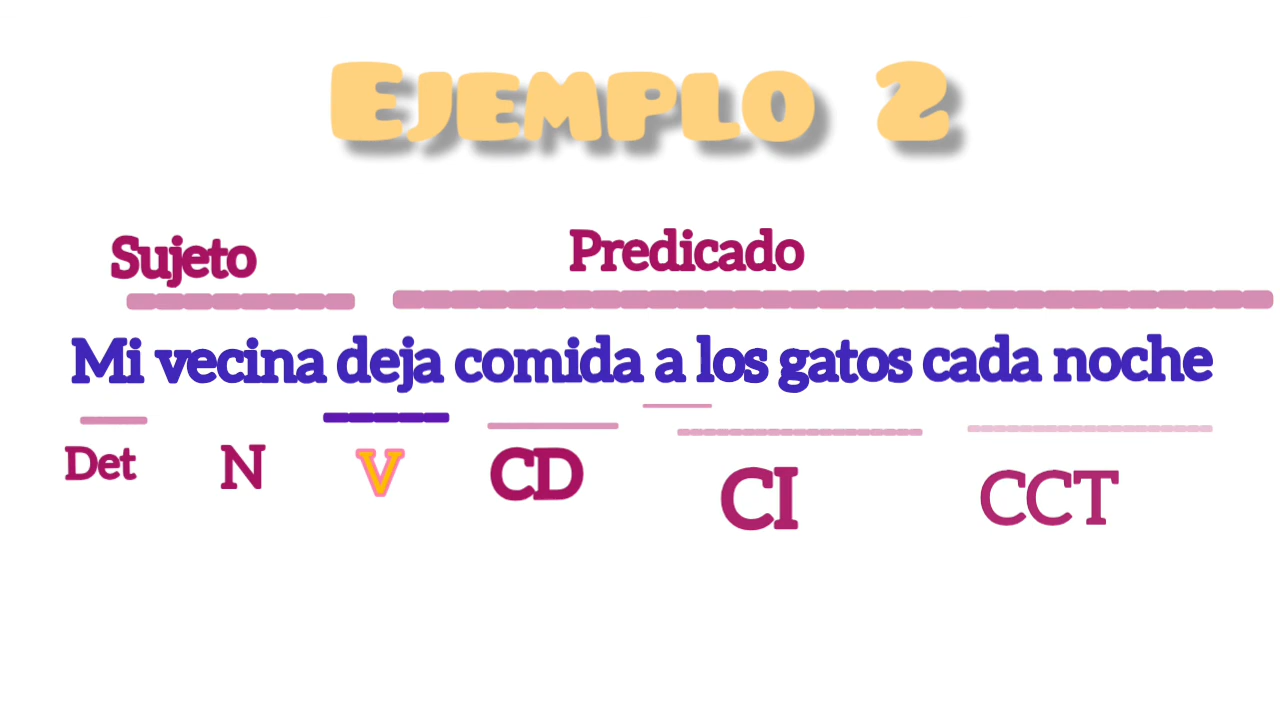 Ejemplo 2
Sujeto Predicado
Mi vecina deja comida a los gatos cada noche
Det N V CD CI CCT